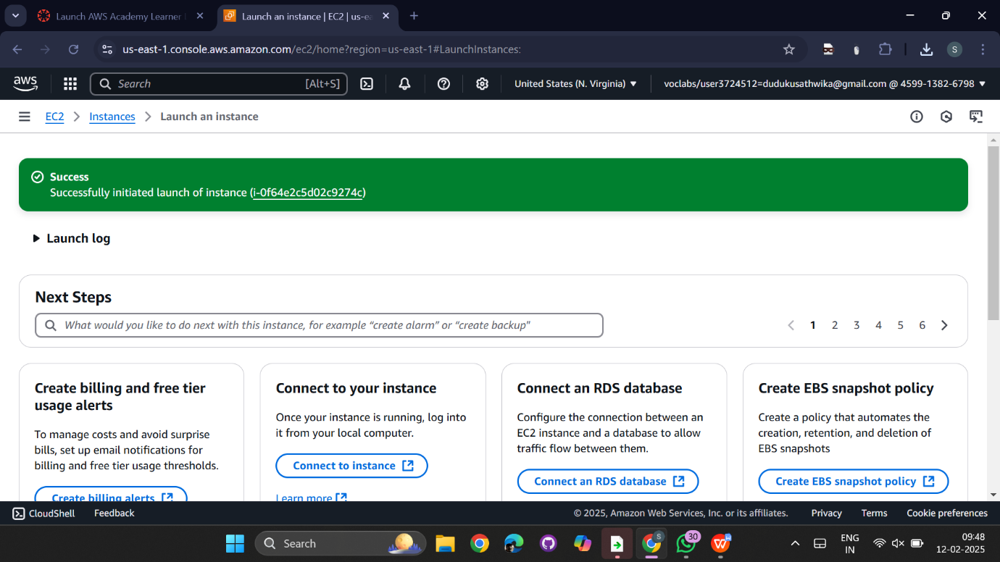 Launch AWS Academy Learner
Launch an instance | EC2 | us-ea
us-east-1.console.aws.amazon.com/ec2/home?region=us-east-1#LaunchInstances:
S
aws
Search
[Alt+S]
United States (N. Virginia)
voclabs/user3724512=dudukusathwika@gmail.com @ 4599-1382-6798
EC2
Instances
Launch an instance
Success
Successfully initiated launch of instance (i-0f64e2c5d02c9274c)
Launch log
Next Steps
What would you like to do next with this instance, for example “create alarm” or “create backup”
1 2 3 4 5 6
Create billing and free tier
usage alerts
To manage costs and avoid surprise
bills, set up email notifications for
billing and free tier usage thresholds.
Create billing alerts
Connect to your instance
Once your instance is running, log into
it from your local computer.
Connect to instance
Learn more
Connect an RDS database
Configure the connection between an
EC2 instance and a database to allow
traffic flow between them.
Connect an RDS database
Create EBS snapshot policy
Create a policy that automates the
creation, retention, and deletion of
EBS snapshots
Create EBS snapshot policy
CloudShell
Feedback
© 2025, Amazon Web Services, Inc. or its affiliates.
Privacy
Terms
Cookie preferences
Search
S
30
W
ENG
IN
09:48
12-02-2025